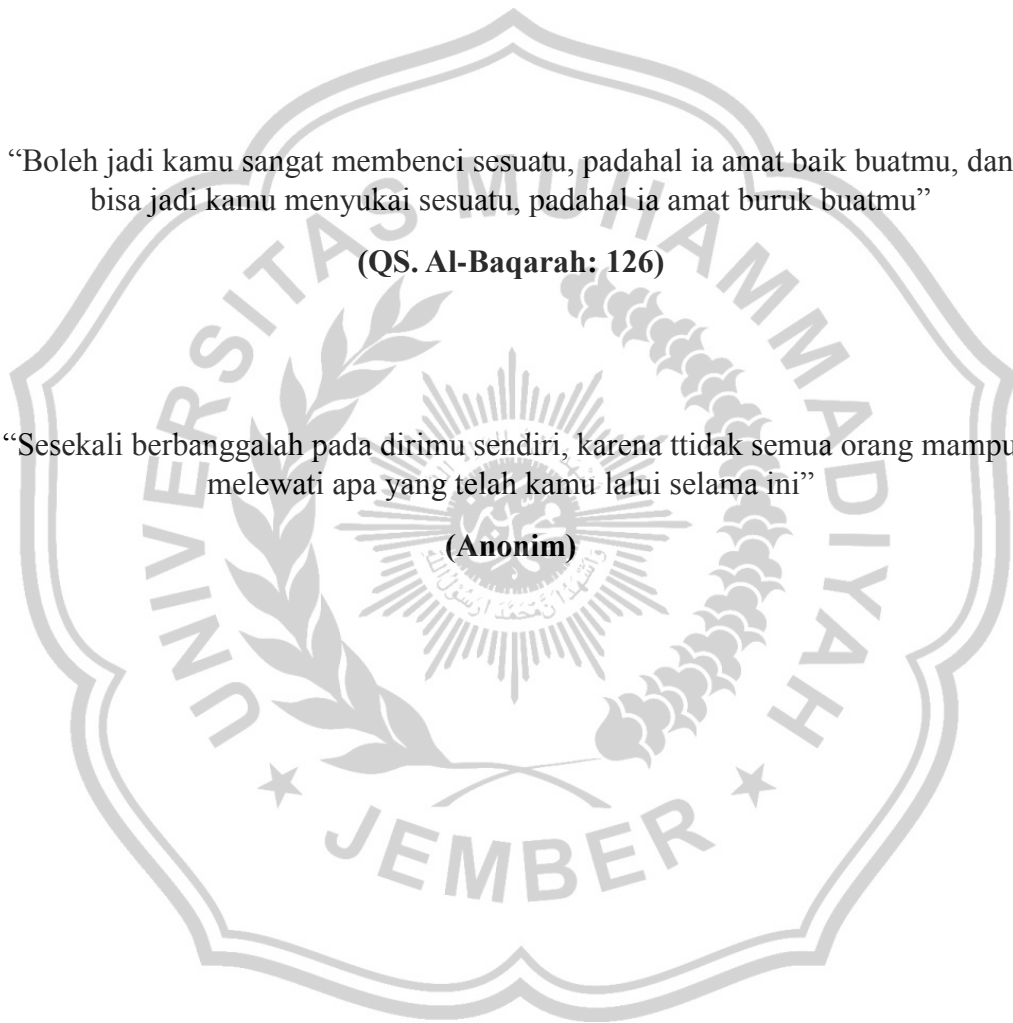 “Boleh jadi kamu sangat membenci sesuatu, padahal ia amat baik buatmu, dan
bisa jadi kamu menyukai sesuatu, padahal ia amat buruk buatmu”
(QS. Al-Baqarah: 126)
“Sesekali berbanggalah pada dirimu sendiri, karena ttidak semua orang mampu
melewati apa yang telah kamu lalui selama ini”
(Anonim)
UNIVERSITAS MUHAMMADIYAH
JEMBER